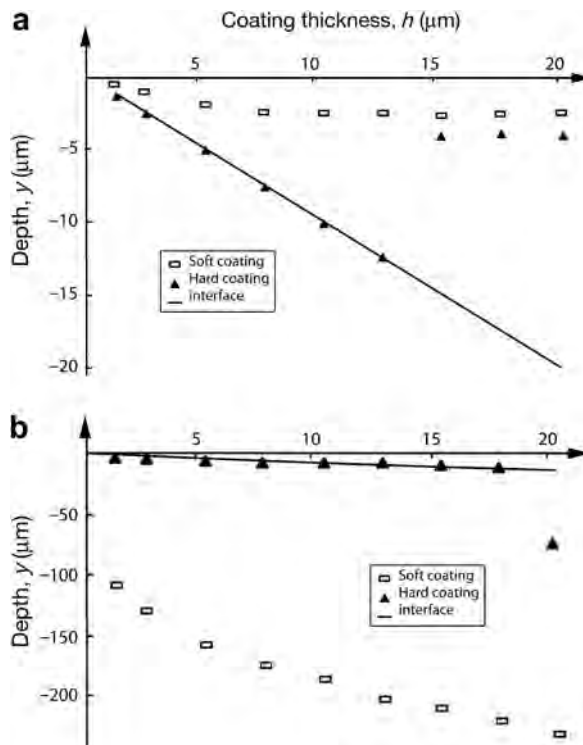 a
Coating thickness, h (μm)
5 10 15 20
Depth, y (μm)
−5
−10
−15
−20
Soft coating
Hard coating
interface
b
5 10 15 20
Depth, y (μm)
−50
−100
−150
−200
Soft coating
Hard coating
interface